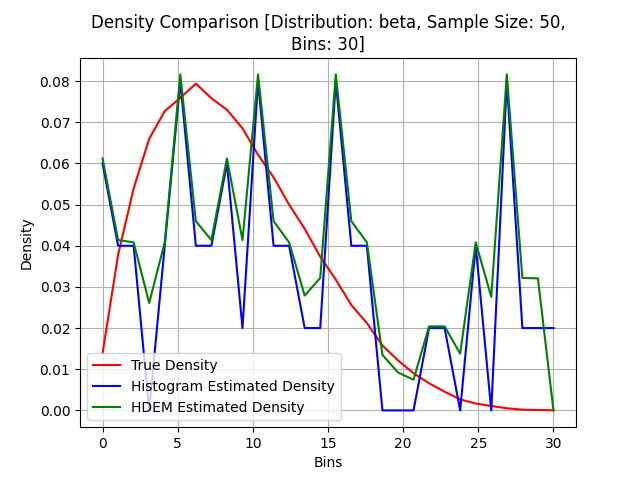 Density Comparison [Distribution: beta, Sample Size: 50,
Bins: 30]
Density
0.08
0.07
0.06
0.05
0.04
0.03
0.02
0.01
0.00
True Density
Histogram Estimated Density
HDEM Estimated Density
0 5 10 15 20 25 30
Bins